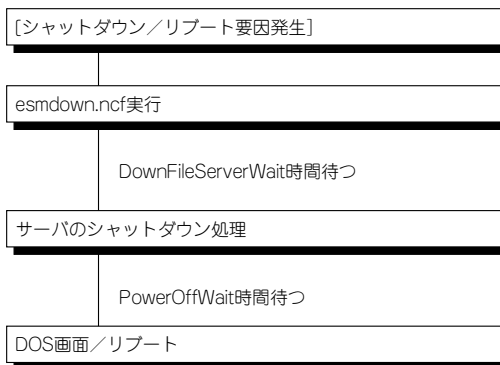 [シャットダウン／リブート要因発生]
esmdown.ncf実行
DownFileServerWait時間待つ
サーバのシャットダウン処理
PowerOffWait時間待つ
DOS画面／リブート